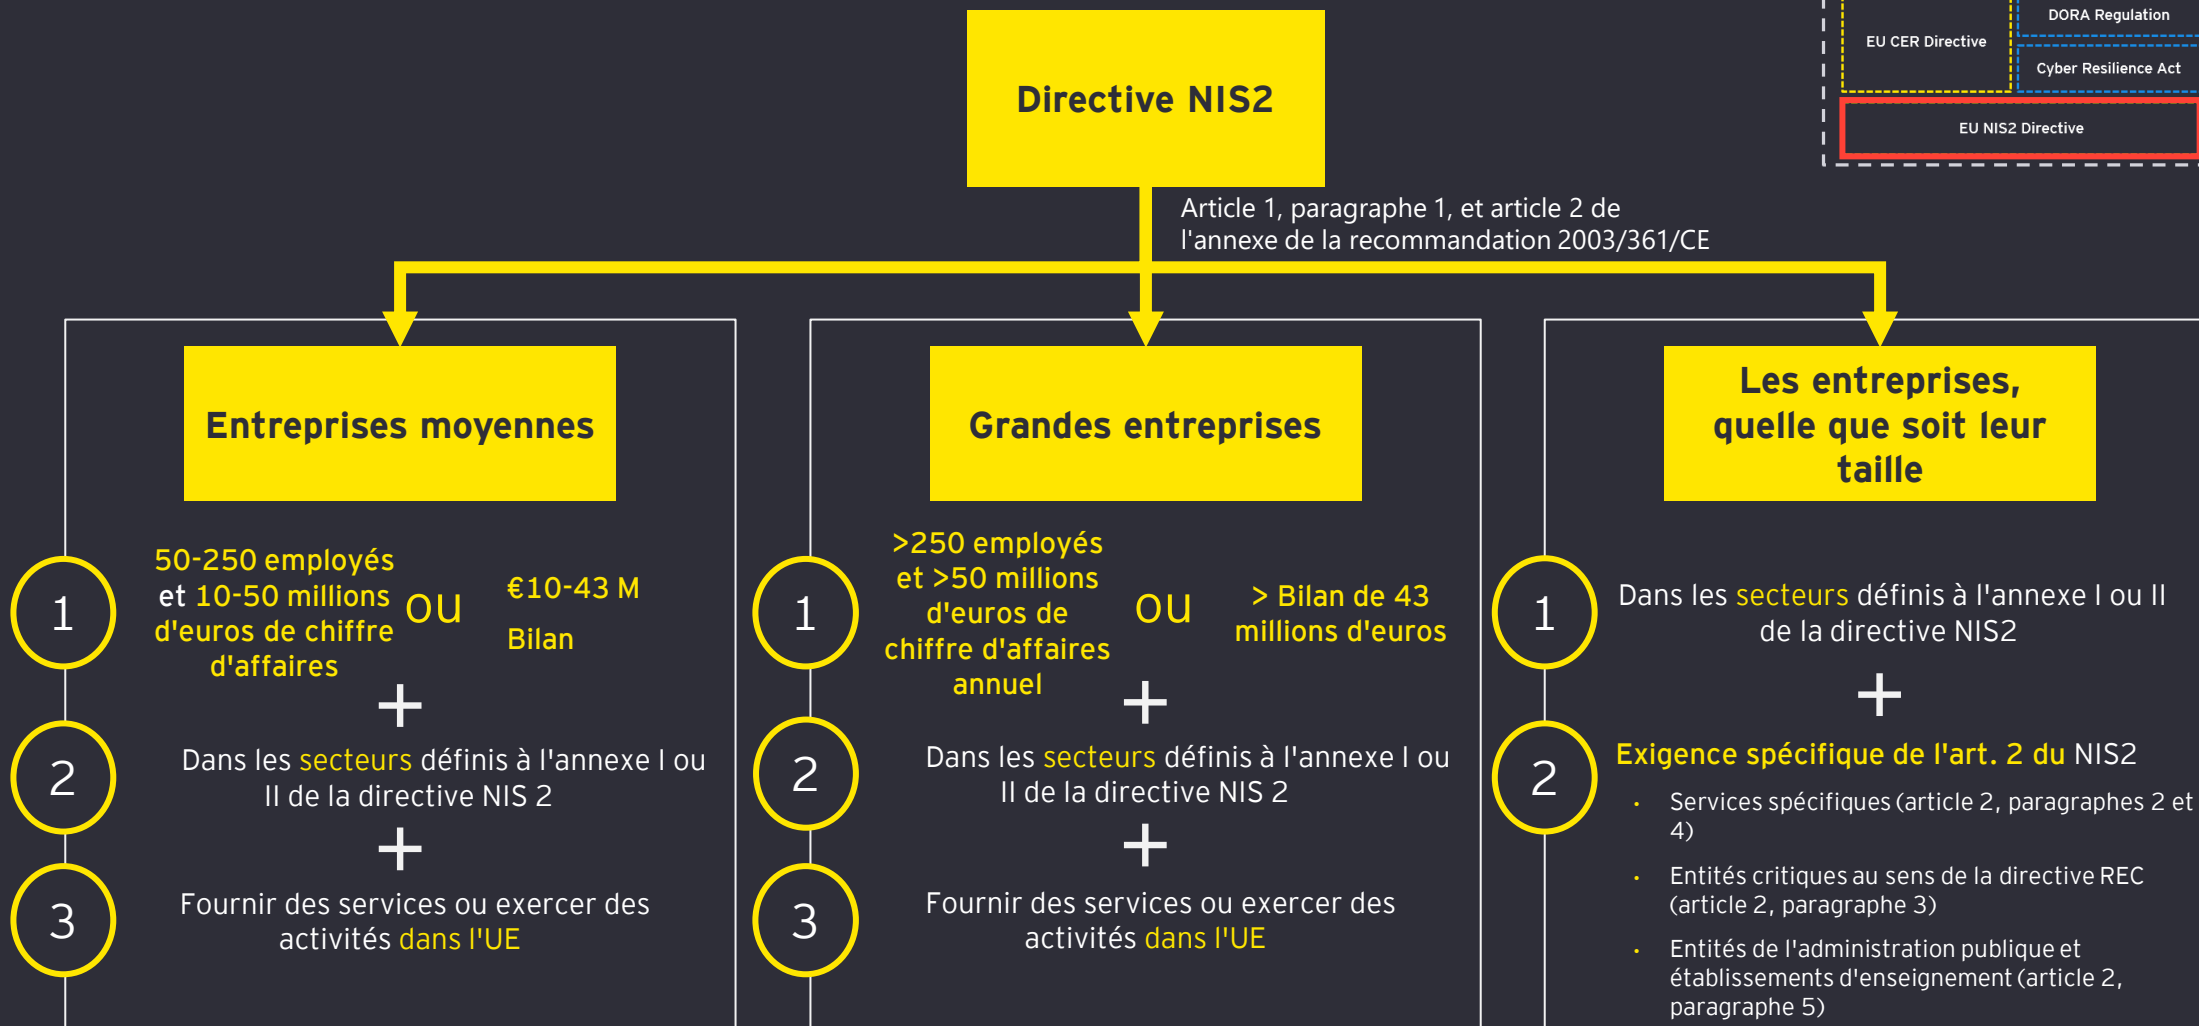 DORA Regulation
EU CER Directive
Cyber Resilience Act
EU NIS2 Directive
Directive NIS2
Article 1, paragraphe 1, et article 2 de
l'annexe de la recommandation 2003/361/CE
Entreprises moyennes
1
50-250 employés
et 10-50 millions
d'euros de chiffre
d'affaires
ou
€10-43 M
Bilan
+
2
Dans les secteurs définis à l'annexe I ou
II de la directive NIS 2
+
3
Fournir des services ou exercer des
activités dans l'UE
Grandes entreprises
1
>250 employés
et >50 millions
d'euros de
chiffre d'affaires
annuel
ou
> Bilan de 43
millions d'euros
+
2
Dans les secteurs définis à l'annexe I ou
II de la directive NIS 2
+
3
Fournir des services ou exercer des
activités dans l'UE
Les entreprises,
quelle que soit leur
taille
1
Dans les secteurs définis à l'annexe I ou II
de la directive NIS2
+
2
Exigence spécifique de l'art. 2 du NIS2
• Services spécifiques (article 2, paragraphes 2 et
4)
• Entités critiques au sens de la directive REC
(article 2, paragraphe 3)
• Entités de l'administration publique et
établissements d'enseignement (article 2,
paragraphe 5)